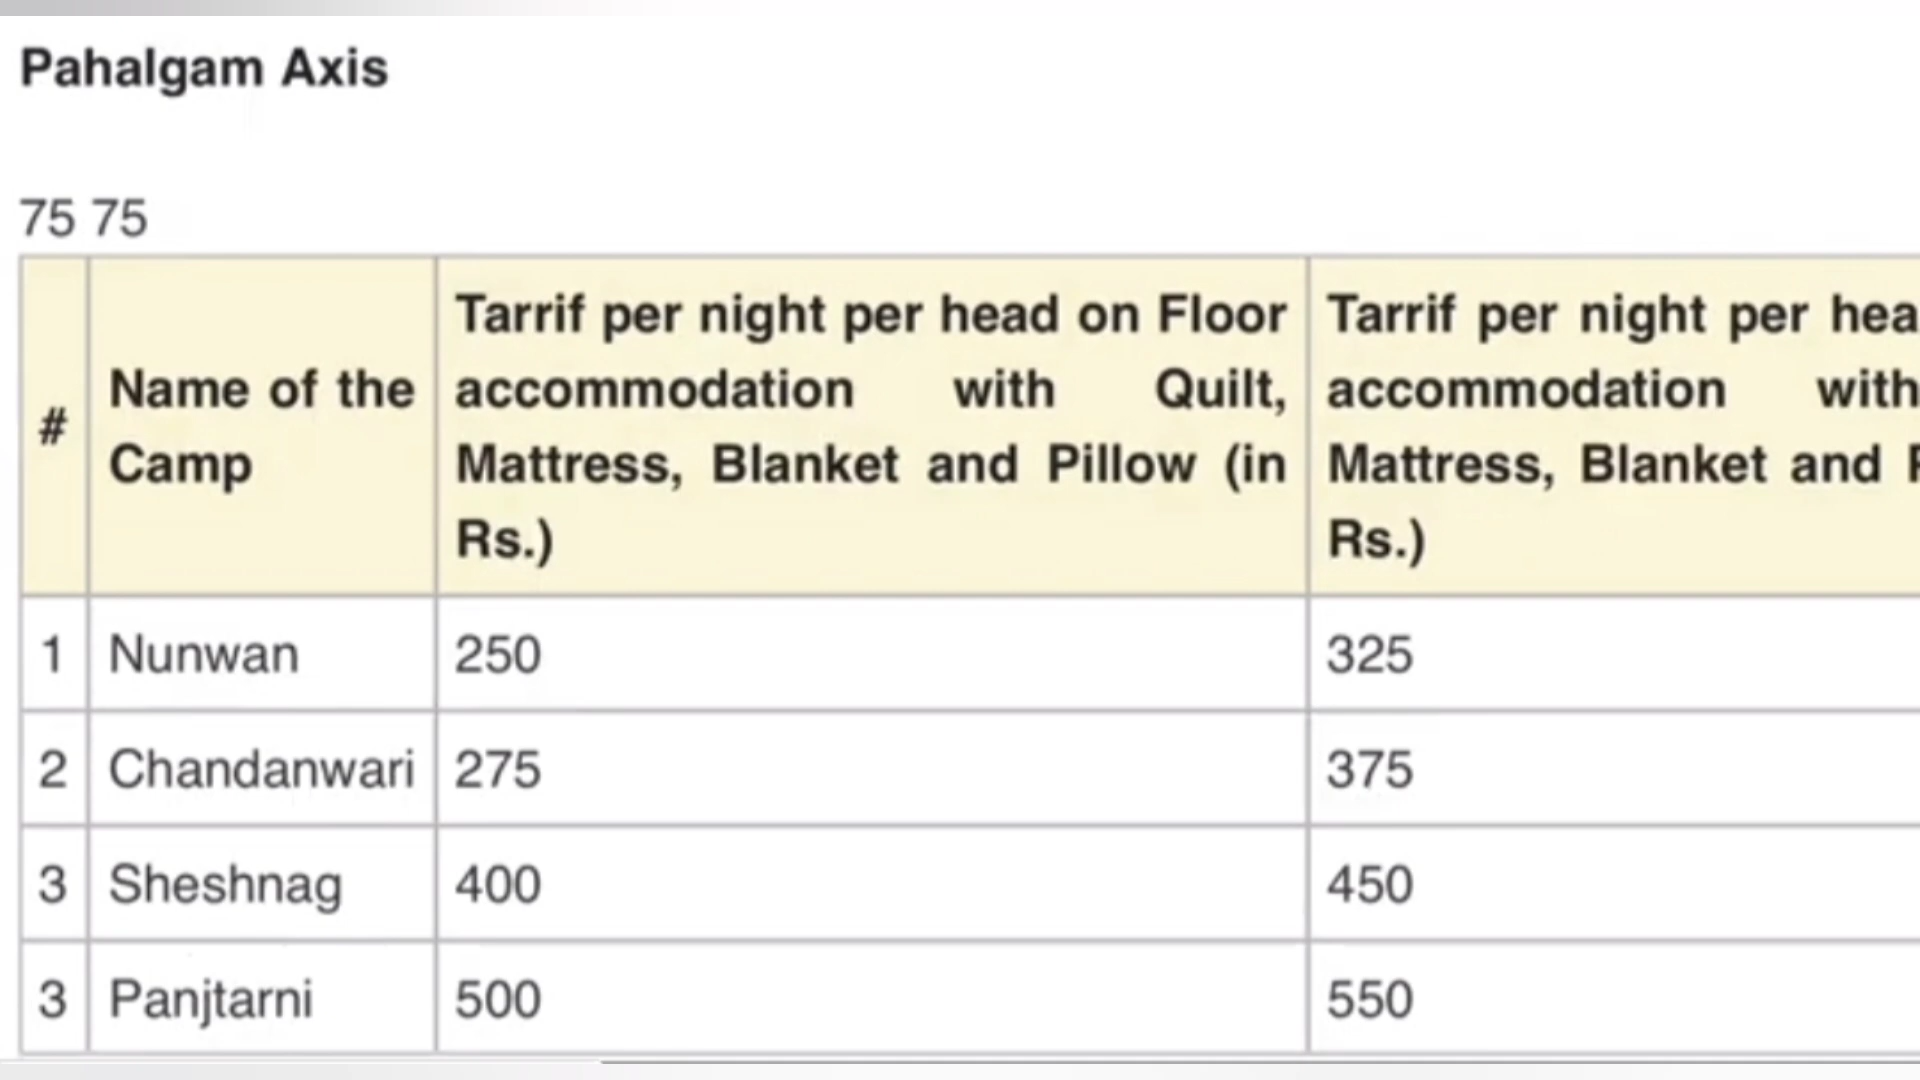 Pahalgam Axis
75 75
#
Name of the
Camp
Tarrif per night per head on Floor
accommodation with Quilt,
Mattress, Blanket and Pillow (in
Rs.)
Tarrif per night per hea
accommodation with
Mattress, Blanket and
Rs.)
1 Nunwan 250 325
2 Chandanwari 275 375
3 Sheshnag 400 450
3 Panjtarni 500 550